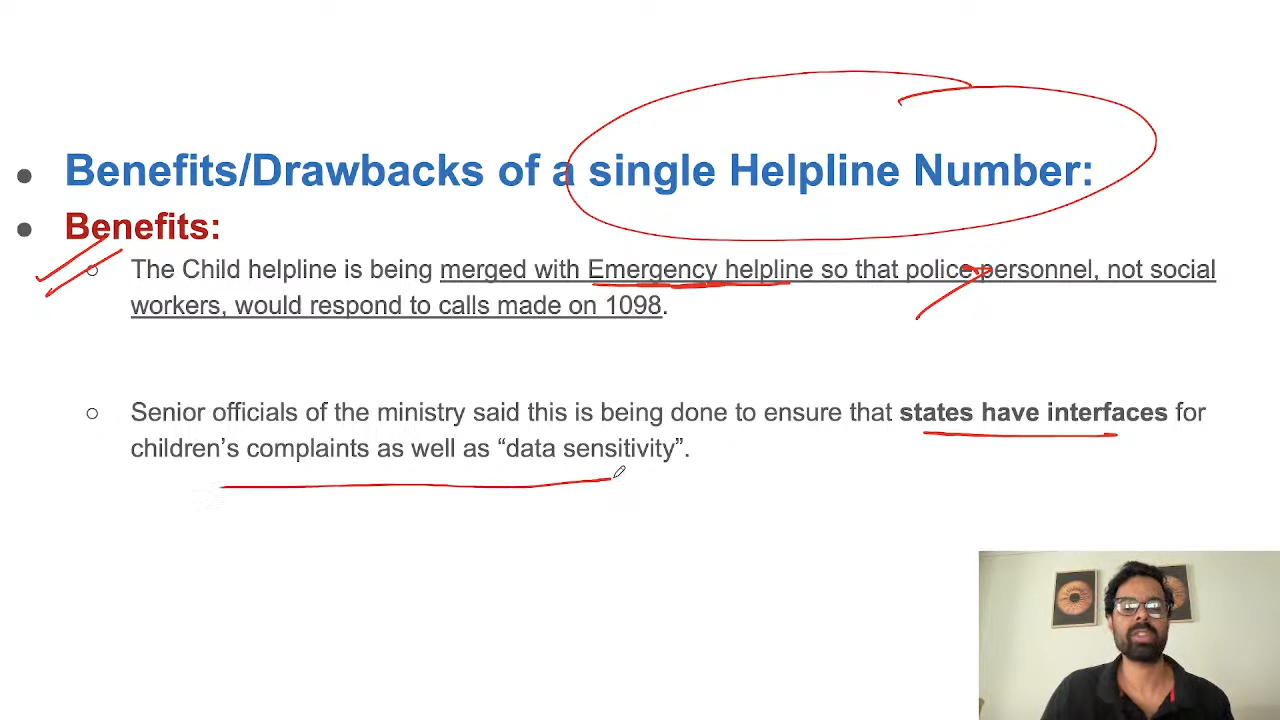 Benefits/Drawbacks of a single Helpline Number:
Benefits:
The Child helpline is being merged with Emergency helpline so that police personnel, not social
workers, would respond to calls made on 1098.
Senior officials of the ministry said this is being done to ensure that states have interfaces for
children’s complaints as well as “data sensitivity”.